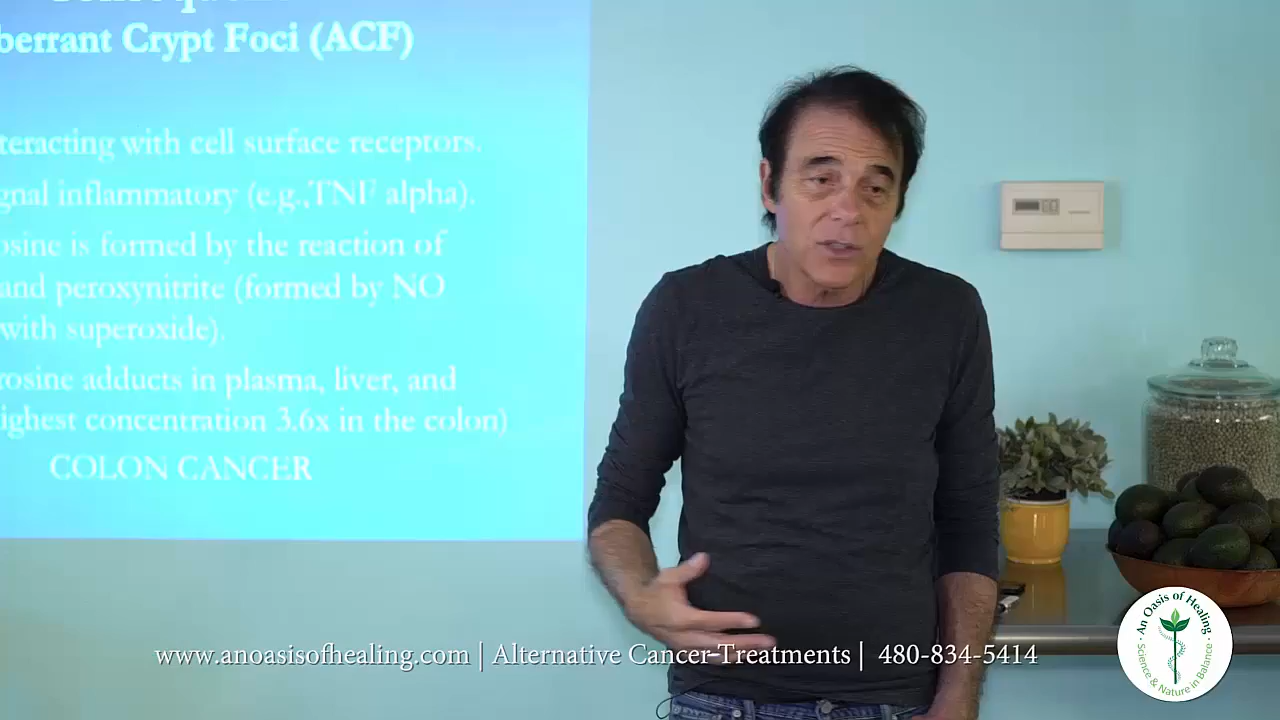 berrant Crypt Foci (ACF)
teracting with cell surface receptors.
gnal inflammatory (e.g.,TNF alpha).
osine is formed by the reaction of
and peroxynitrite (formed by NO
with superoxide).
rosine adducts in plasma, liver, and
ighest concentration 3.6x in the colon)
COLON CANCER
www.anoasisofhealing.com | Alternative Cancer Treatments | 480-834-5414
An Oasis of Healing
Science & Nature in Balance